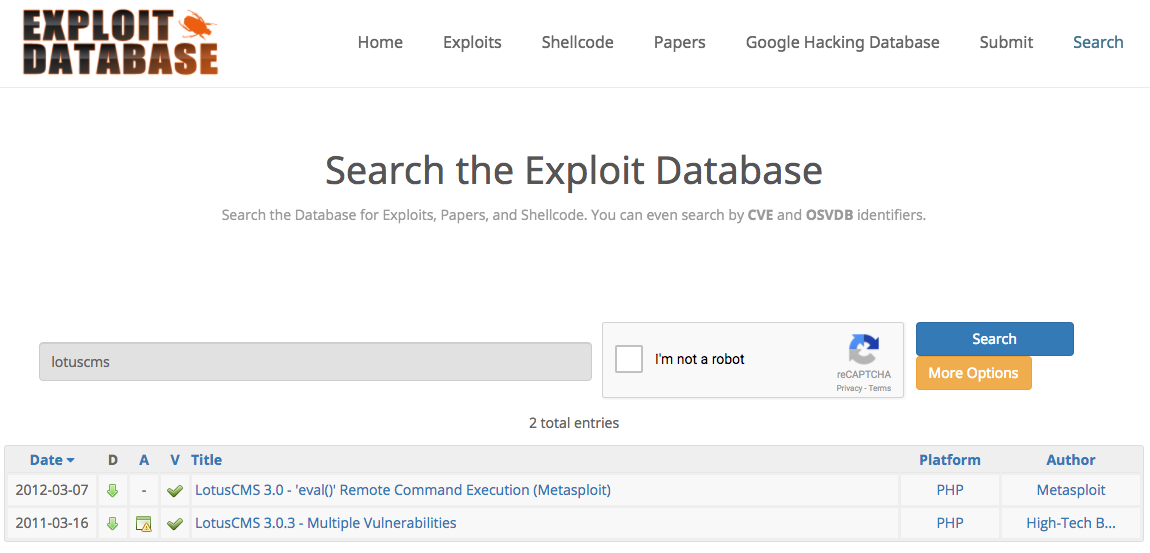 EXPLOIT
DATABASE
Home Exploits Shellcode Papers Google Hacking Database Submit Search
Search the Exploit Database
Search the Database for Exploits, Papers, and Shellcode. You can even search by CVE and OSVDB identifiers.
lotuscms
I'm not a robot
reCAPTCHA
Privacy - Terms
Search
More Options
2 total entries
Date D A V Title Platform Author
2012-03-07 - LotusCMS 3.0 - 'eval()' Remote Command Execution (Metasploit) PHP Metasploit
2011-03-16 LotusCMS 3.0.3 - Multiple Vulnerabilities PHP High-Tech B...